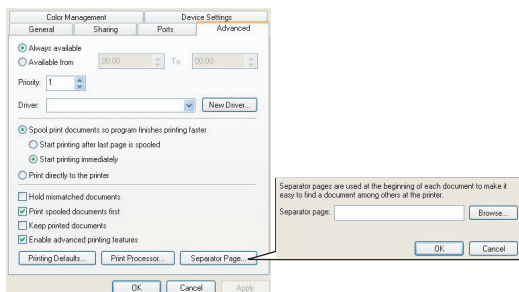 Color Management
Device Settings
General
Sharing
Ports
Advanced
Always available
Available from
00:00
To
00:00
Priority:
1
Driver:
New Driver...
Spool print documents so program finishes printing faster
Start printing after last page is spooled
Start printing immediately
Print directly to the printer
Hold mismatched documents
Print spooled documents first
Keep printed documents
Enable advanced printing features
Printing Defaults...
Print Processor...
Separator Page...
OK
Cancel
Apply
Separator pages are used at the beginning of each document to make it
easy to find a document among others at the printer.
Separator page:
Browse...
OK
Cancel